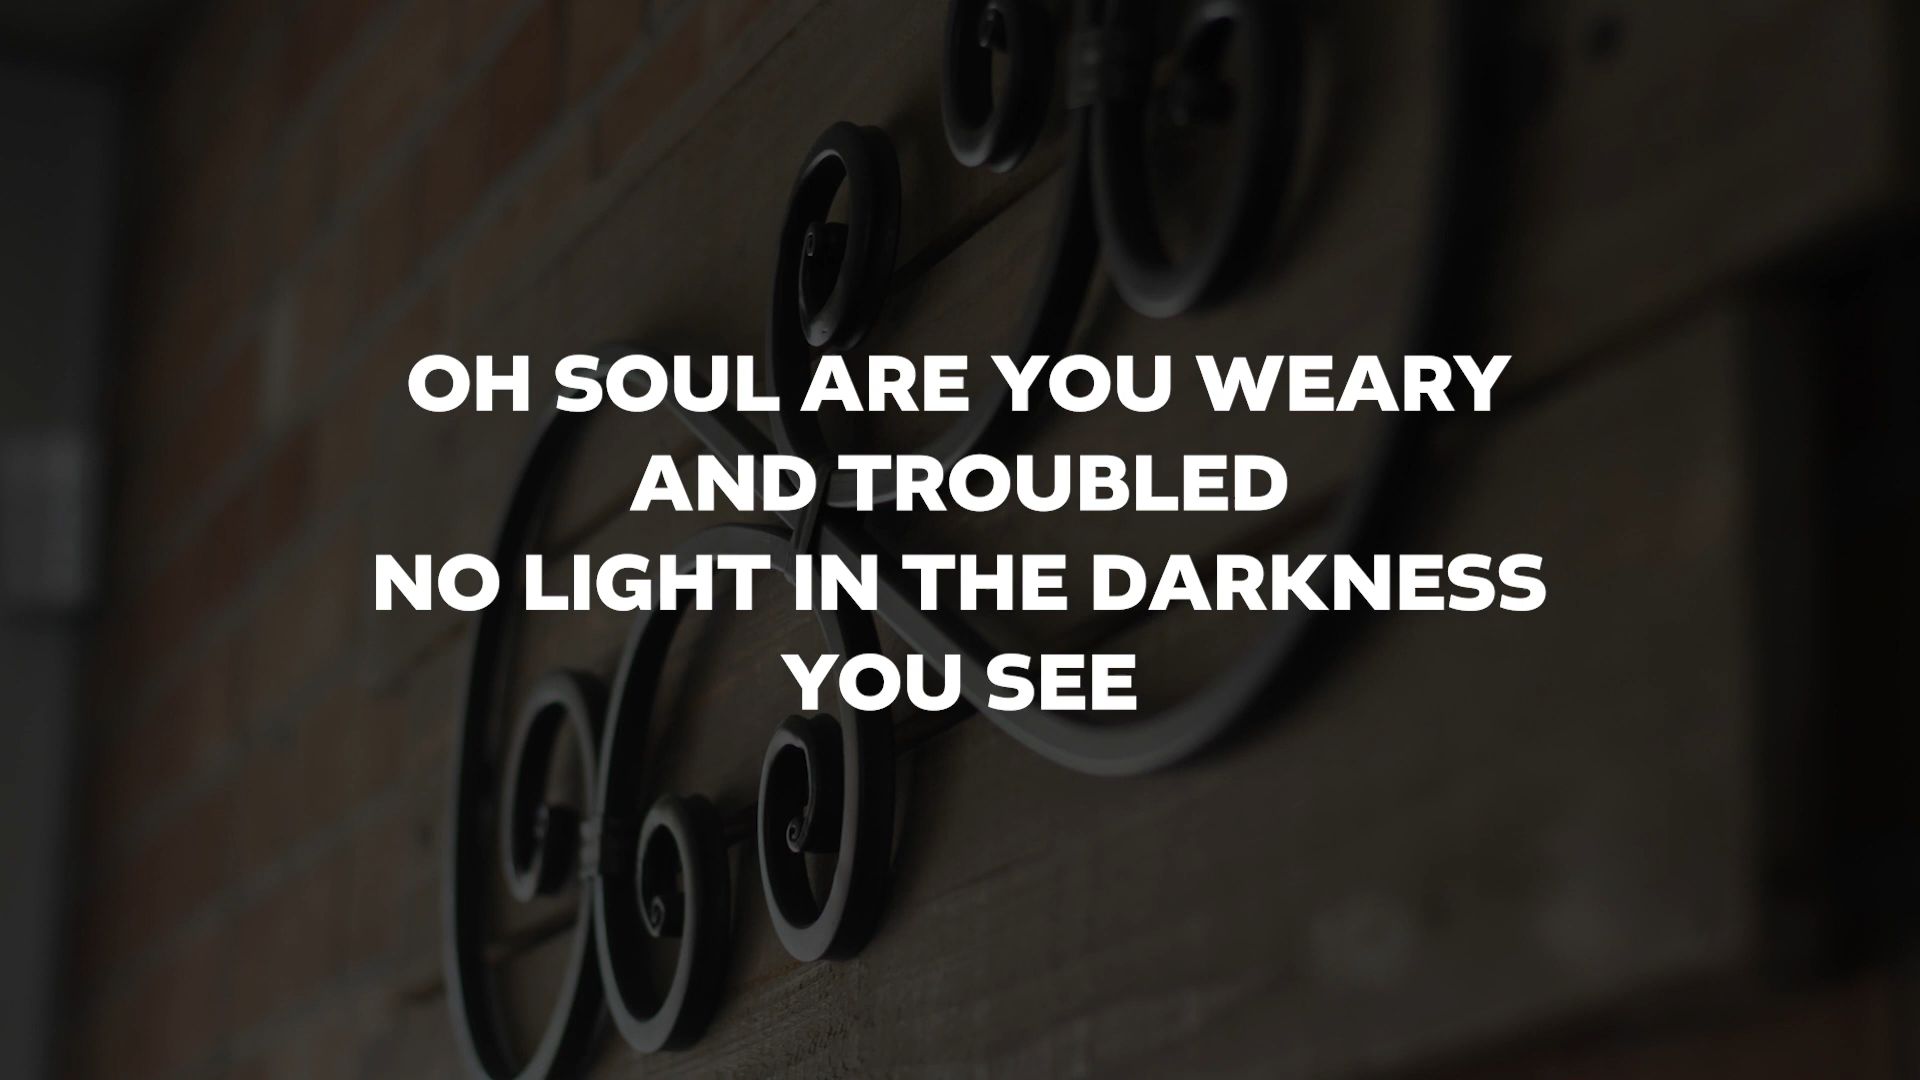 OH SOUL ARE YOU WEARY
AND TROUBLED
NO LIGHT IN THE DARKNESS
YOU SEE